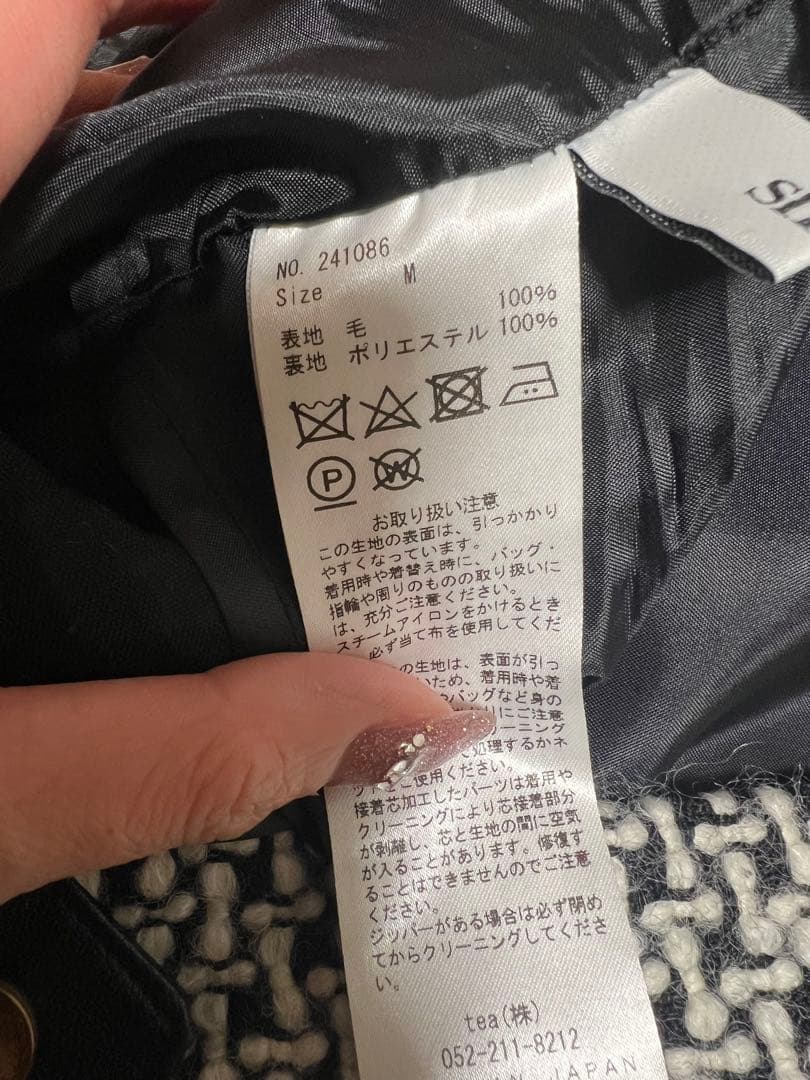 NO. 241086
Size M
表地 毛 100%
裏地 ポリエステル 100%
P W
お取り扱い注意
この生地の表面は、引っかかり
やすくなっています。
着用時や着替え時に、バッグ・
指輪や周りのものの取り扱いに
は、充分ご注意ください。
スチームアイロンをかけるとき
必ず当て布を使用してくだ
の生地は、表面が引っ
いため、着用時や着
やバッグなど身の
りにご注意
リーニング
て処理するかネ
ご使用ください。
接着芯加工したパーツは着用や
クリーニングにより芯接着部分
が剥離し、芯と生地の間に空気
が入ることがあります。修復す
ることはできませんのでご注意
ください。
ジッパーがある場合は必ず閉め
てからクリーニングしてくださ
い。
tea(株)
052-211-8212
JAPAN